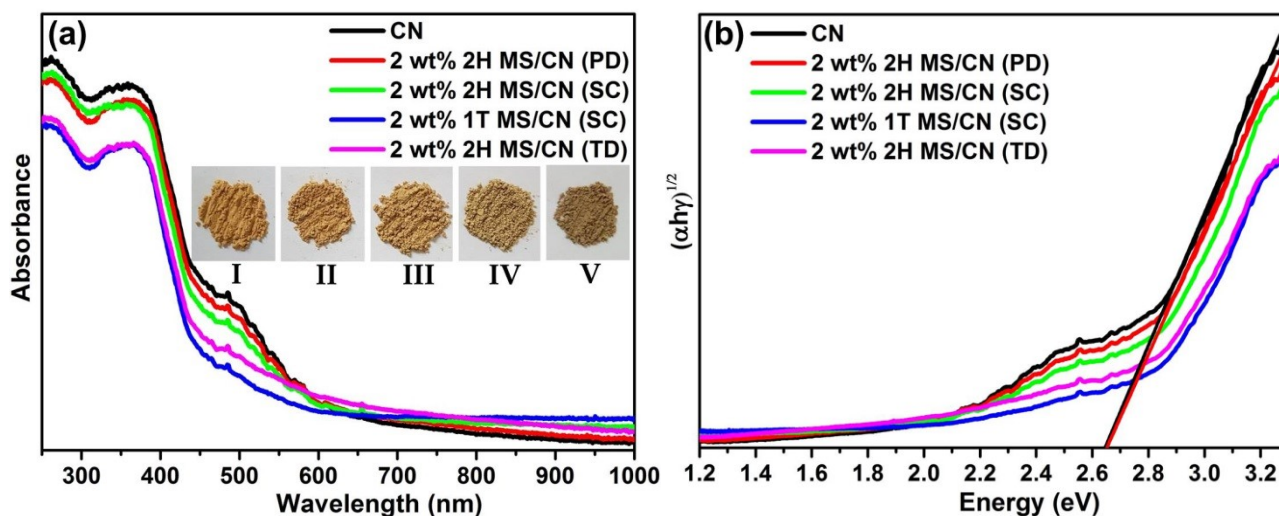 (a)
CN
2 wt% 2H MS/CN (PD)
2 wt% 2H MS/CN (SC)
2 wt% 1T MS/CN (SC)
2 wt% 2H MS/CN (TD)
I II III IV V
Absorbance
300 400 500 600 700 800 900 1000
Wavelength (nm)
(b)
CN
2 wt% 2H MS/CN (PD)
2 wt% 2H MS/CN (SC)
2 wt% 1T MS/CN (SC)
2 wt% 2H MS/CN (TD)
(αhγ)^1/2
1.2 1.4 1.6 1.8 2.0 2.2 2.4 2.6 2.8 3.0 3.2
Energy (eV)